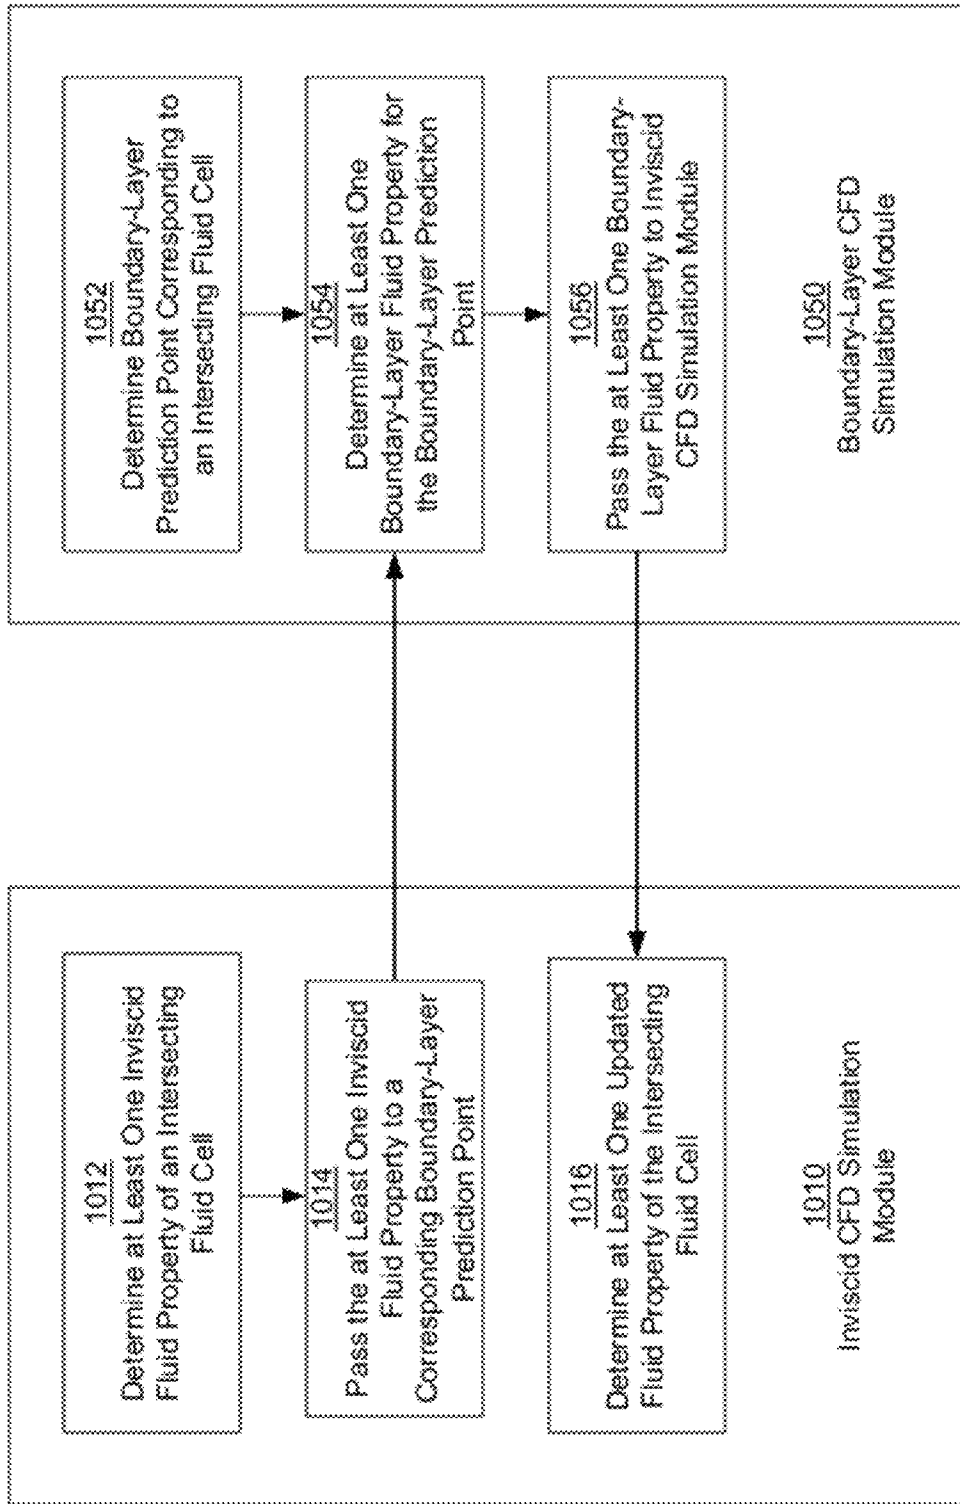 1012
Determine at Least One Inviscid
Fluid Property of an Intersecting
Fluid Cell
1014
Pass the at Least One Inviscid
Fluid Property to a
Corresponding Boundary-Layer
Prediction Point
1016
Determine at Least One Updated
Fluid Property of the Intersecting
Fluid Cell
1010
Inviscid CFD Simulation
Module
1052
Determine Boundary-Layer
Prediction Point Corresponding to
an Intersecting Fluid Cell
1054
Determine at Least One
Boundary-Layer Fluid Property for
the Boundary-Layer Prediction
Point
1056
Pass the at Least One Boundary-
Layer Fluid Property to Inviscid
CFD Simulation Module
1050
Boundary-Layer CFD
Simulation Module